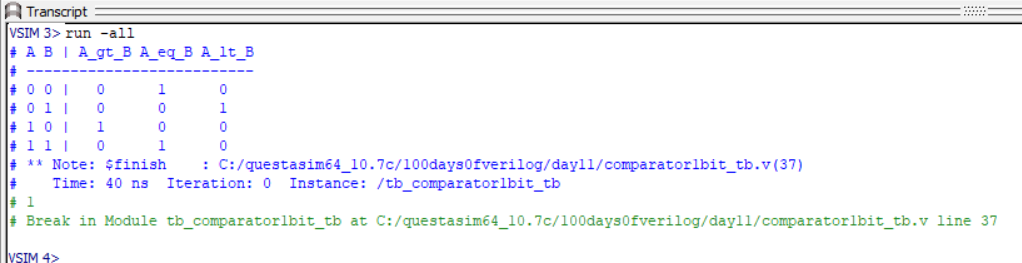 Transcript
VSIM 3> run -all
# A B | A_gt_B A_eq_B A_lt_B
# ---------------------------
# 0 0 |   0      1      0
# 0 1 |   0      0      1
# 1 0 |   1      0      0
# 1 1 |   0      1      0
# ** Note: $finish    : C:/questasim64_10.7c/100days0fverilog/day11/comparator1bit_tb.v(37)
#    Time: 40 ns  Iteration: 0  Instance: /tb_comparator1bit_tb
# 1
# Break in Module tb_comparator1bit_tb at C:/questasim64_10.7c/100days0fverilog/day11/comparator1bit_tb.v line 37
VSIM 4>